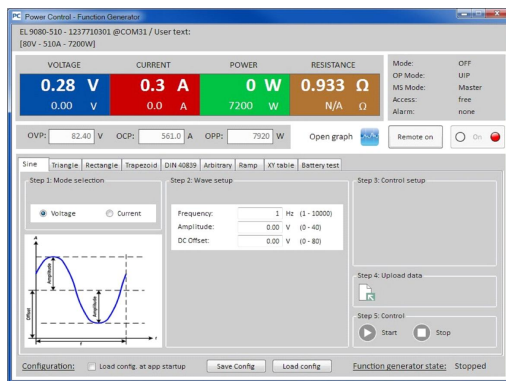 PC Power Control - Function Generator
EL 9080-510 - 1237710301 @COM31 / User text:
[80V - 510A - 7200W]
VOLTAGE CURRENT POWER RESISTANCE
0.28 V 0.3 A 0 W 0.933 Ω
0.00 V 0.0 A 7200 W N/A Ω
Mode: OFF
OP Mode: UIP
MS Mode: Master
Access: free
Alarm: none
OVP: 82.40 V OCP: 561.0 A OPP: 7920 W Open graph Remote on On
Sine Triangle Rectangle Trapezoid DIN 40839 Arbitrary Ramp XY table Battery test
Step 1: Mode selection
Voltage Current
Step 2: Wave setup
Frequency: 1 Hz (1 - 10000)
Amplitude: 0.00 V (0 - 40)
DC Offset: 0.00 V (0 - 80)
Step 3: Control setup
A
Amplitude
Amplitude
Offset
t
Step 4: Upload data
Step 5: Control
Start Stop
Configuration: Load config. at app startup Save Config Load config Function generator state: Stopped